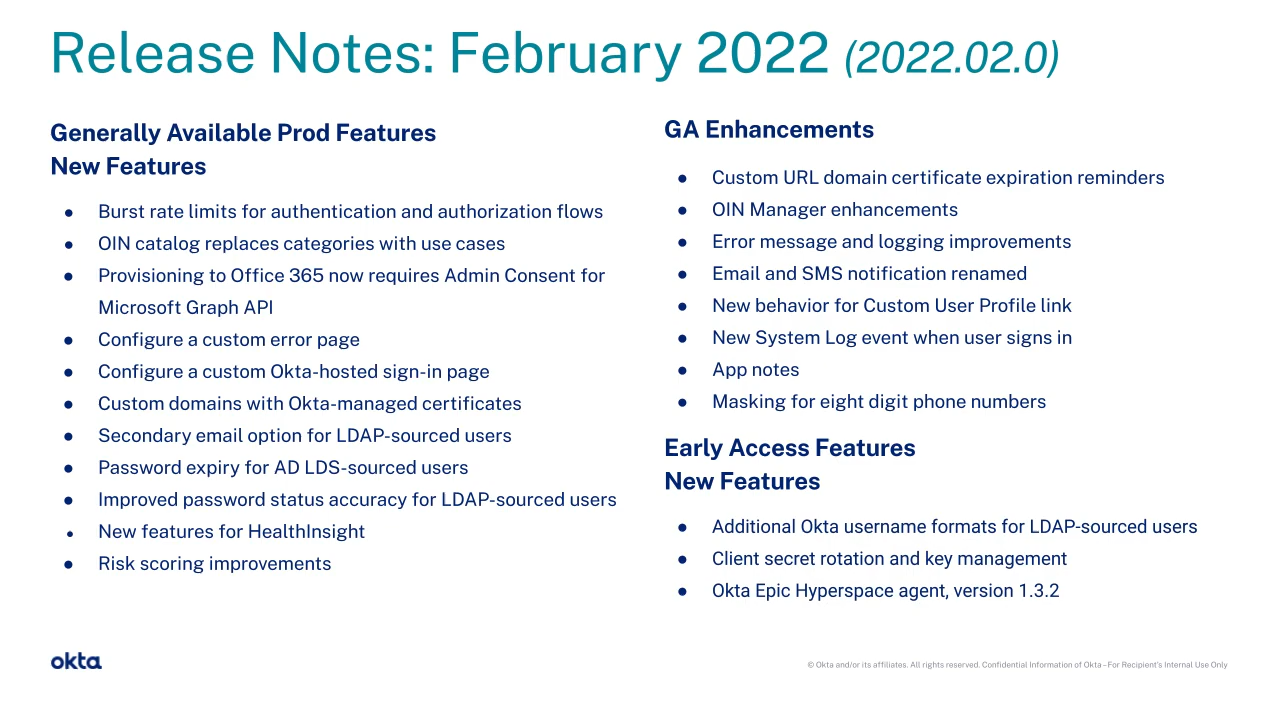 Release Notes: February 2022 (2022.02.0)
Generally Available Prod Features
New Features
● Burst rate limits for authentication and authorization flows
● OIN catalog replaces categories with use cases
● Provisioning to Office 365 now requires Admin Consent for
Microsoft Graph API
● Configure a custom error page
● Configure a custom Okta-hosted sign-in page
● Custom domains with Okta-managed certificates
● Secondary email option for LDAP-sourced users
● Password expiry for AD LDS-sourced users
● Improved password status accuracy for LDAP-sourced users
● New features for HealthInsight
● Risk scoring improvements
GA Enhancements
● Custom URL domain certificate expiration reminders
● OIN Manager enhancements
● Error message and logging improvements
● Email and SMS notification renamed
● New behavior for Custom User Profile link
● New System Log event when user signs in
● App notes
● Masking for eight digit phone numbers
Early Access Features
New Features
● Additional Okta username formats for LDAP-sourced users
● Client secret rotation and key management
● Okta Epic Hyperspace agent, version 1.3.2
okta
© Okta and/or its affiliates. All rights reserved. Confidential Information of Okta – For Recipient's Internal Use Only